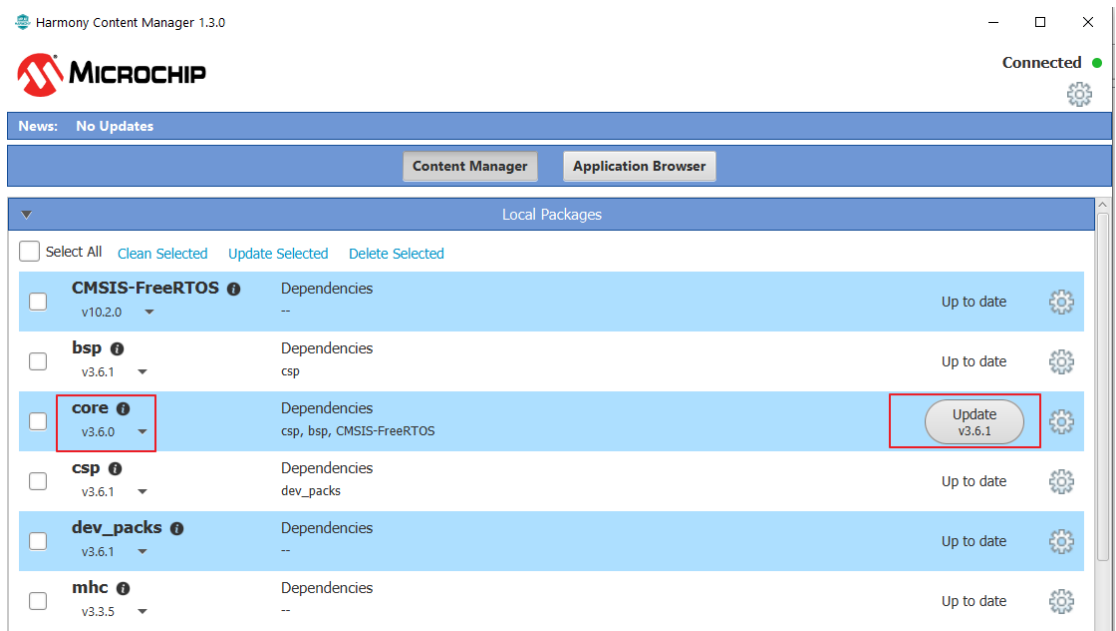 Harmony Content Manager 1.3.0
MICROCHIP
Connected
News: No Updates
Content Manager Application Browser
Local Packages
Select All Clean Selected Update Selected Delete Selected
CMSIS-FreeRTOS Dependencies
v10.2.0 -- Up to date
bsp Dependencies
v3.6.1 csp Up to date
core Dependencies Update
v3.6.0 csp, bsp, CMSIS-FreeRTOS v3.6.1
csp Dependencies
v3.6.1 dev_packs Up to date
dev_packs Dependencies
v3.6.1 -- Up to date
mhc Dependencies
v3.3.5 -- Up to date